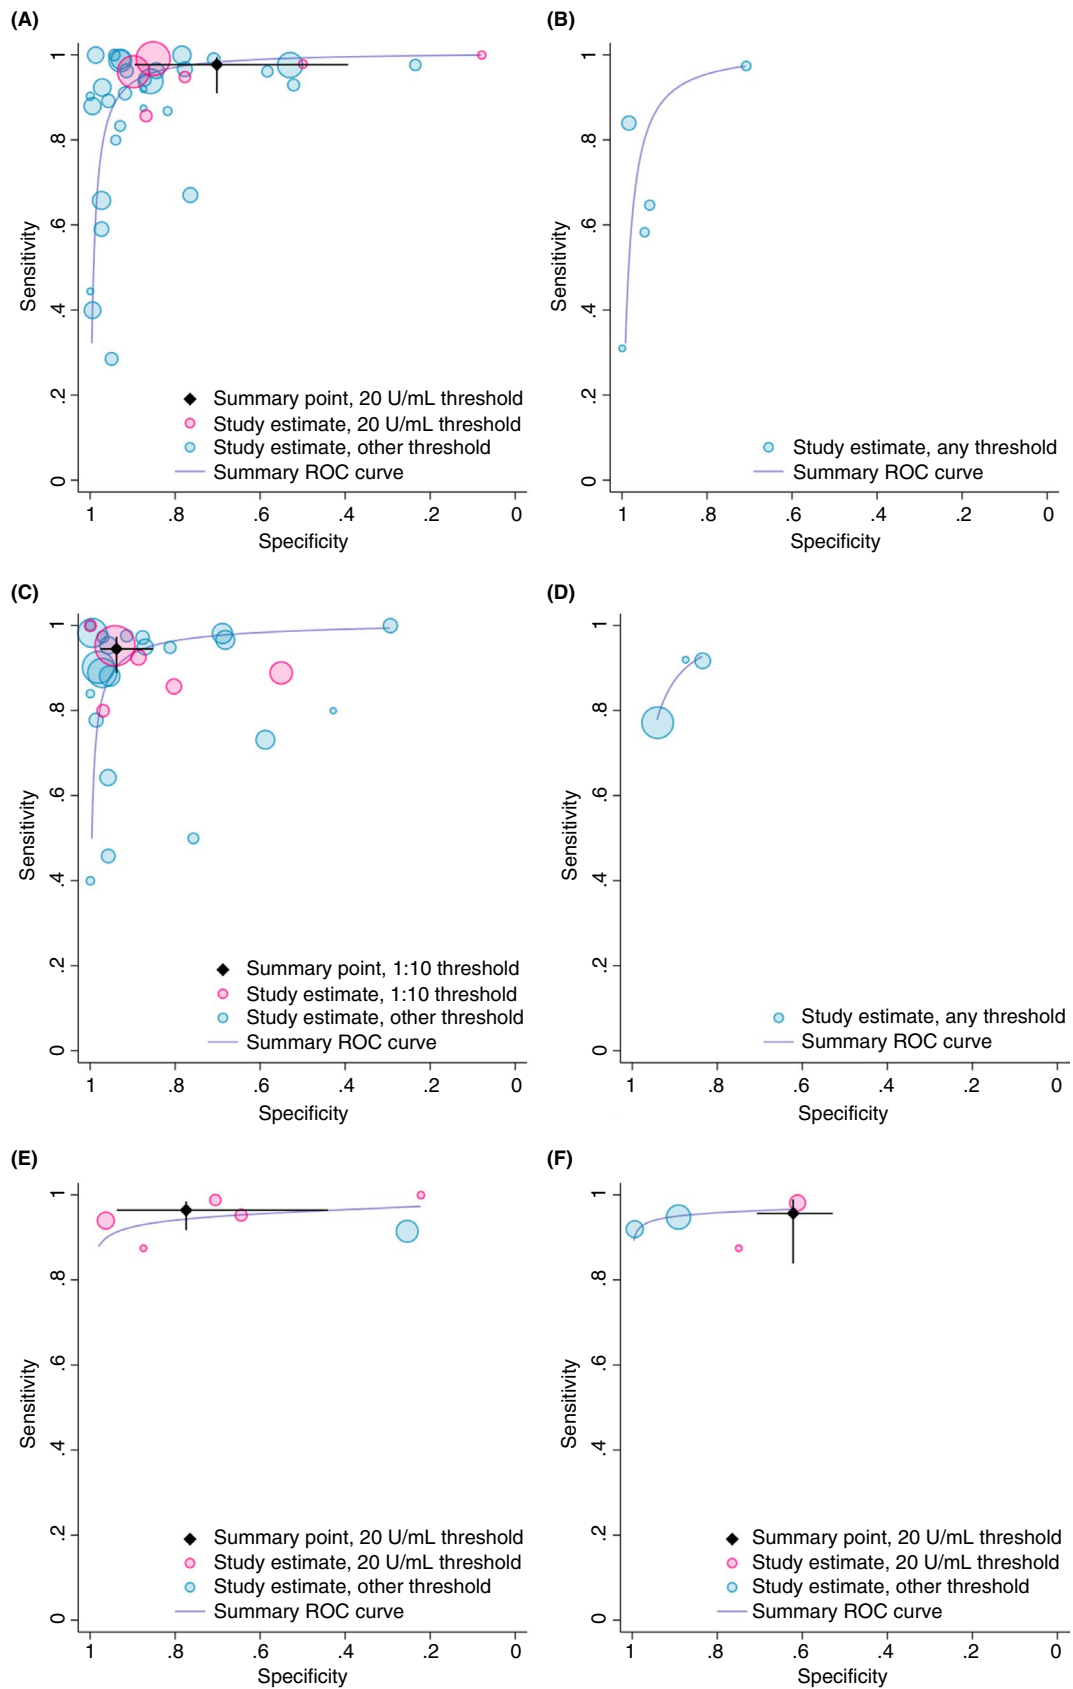 (A)
Sensitivity
1
.8
.6
.4
.2
0
Summary point, 20 U/mL threshold
Study estimate, 20 U/mL threshold
Study estimate, other threshold
Summary ROC curve
1 .8 .6 .4 .2 0
Specificity
(B)
Sensitivity
1
.8
.6
.4
.2
0
Study estimate, any threshold
Summary ROC curve
1 .8 .6 .4 .2 0
Specificity
(C)
Sensitivity
1
.8
.6
.4
.2
0
Summary point, 1:10 threshold
Study estimate, 1:10 threshold
Study estimate, other threshold
Summary ROC curve
1 .8 .6 .4 .2 0
Specificity
(D)
Sensitivity
1
.8
.6
.4
.2
0
Study estimate, any threshold
Summary ROC curve
1 .8 .6 .4 .2 0
Specificity
(E)
Sensitivity
1
.8
.6
.4
.2
0
Summary point, 20 U/mL threshold
Study estimate, 20 U/mL threshold
Study estimate, other threshold
Summary ROC curve
1 .8 .6 .4 .2 0
Specificity
(F)
Sensitivity
1
.8
.6
.4
.2
0
Summary point, 20 U/mL threshold
Study estimate, 20 U/mL threshold
Study estimate, other threshold
Summary ROC curve
1 .8 .6 .4 .2 0
Specificity